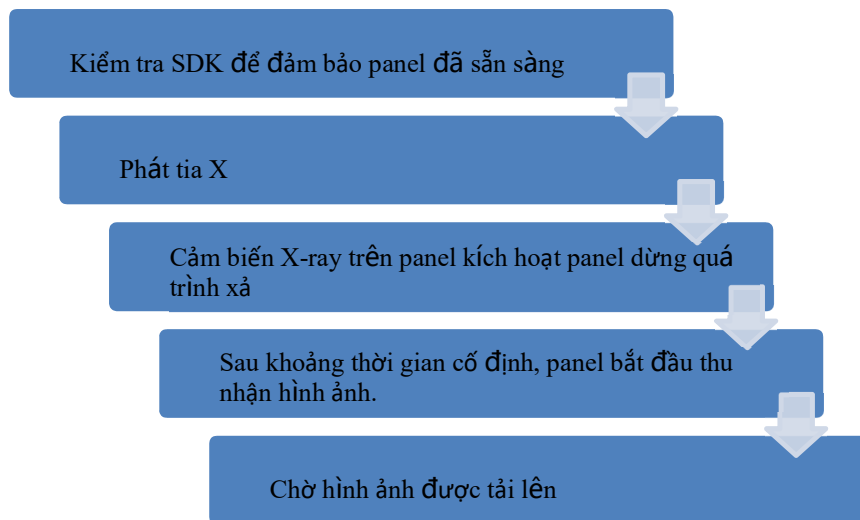 Kiểm tra SDK để đảm bảo panel đã sẵn sàng
Phát tia X
Cảm biến X-ray trên panel kích hoạt panel dừng quá
trình xả
Sau khoảng thời gian cố định, panel bắt đầu thu
nhận hình ảnh.
Chờ hình ảnh được tải lên